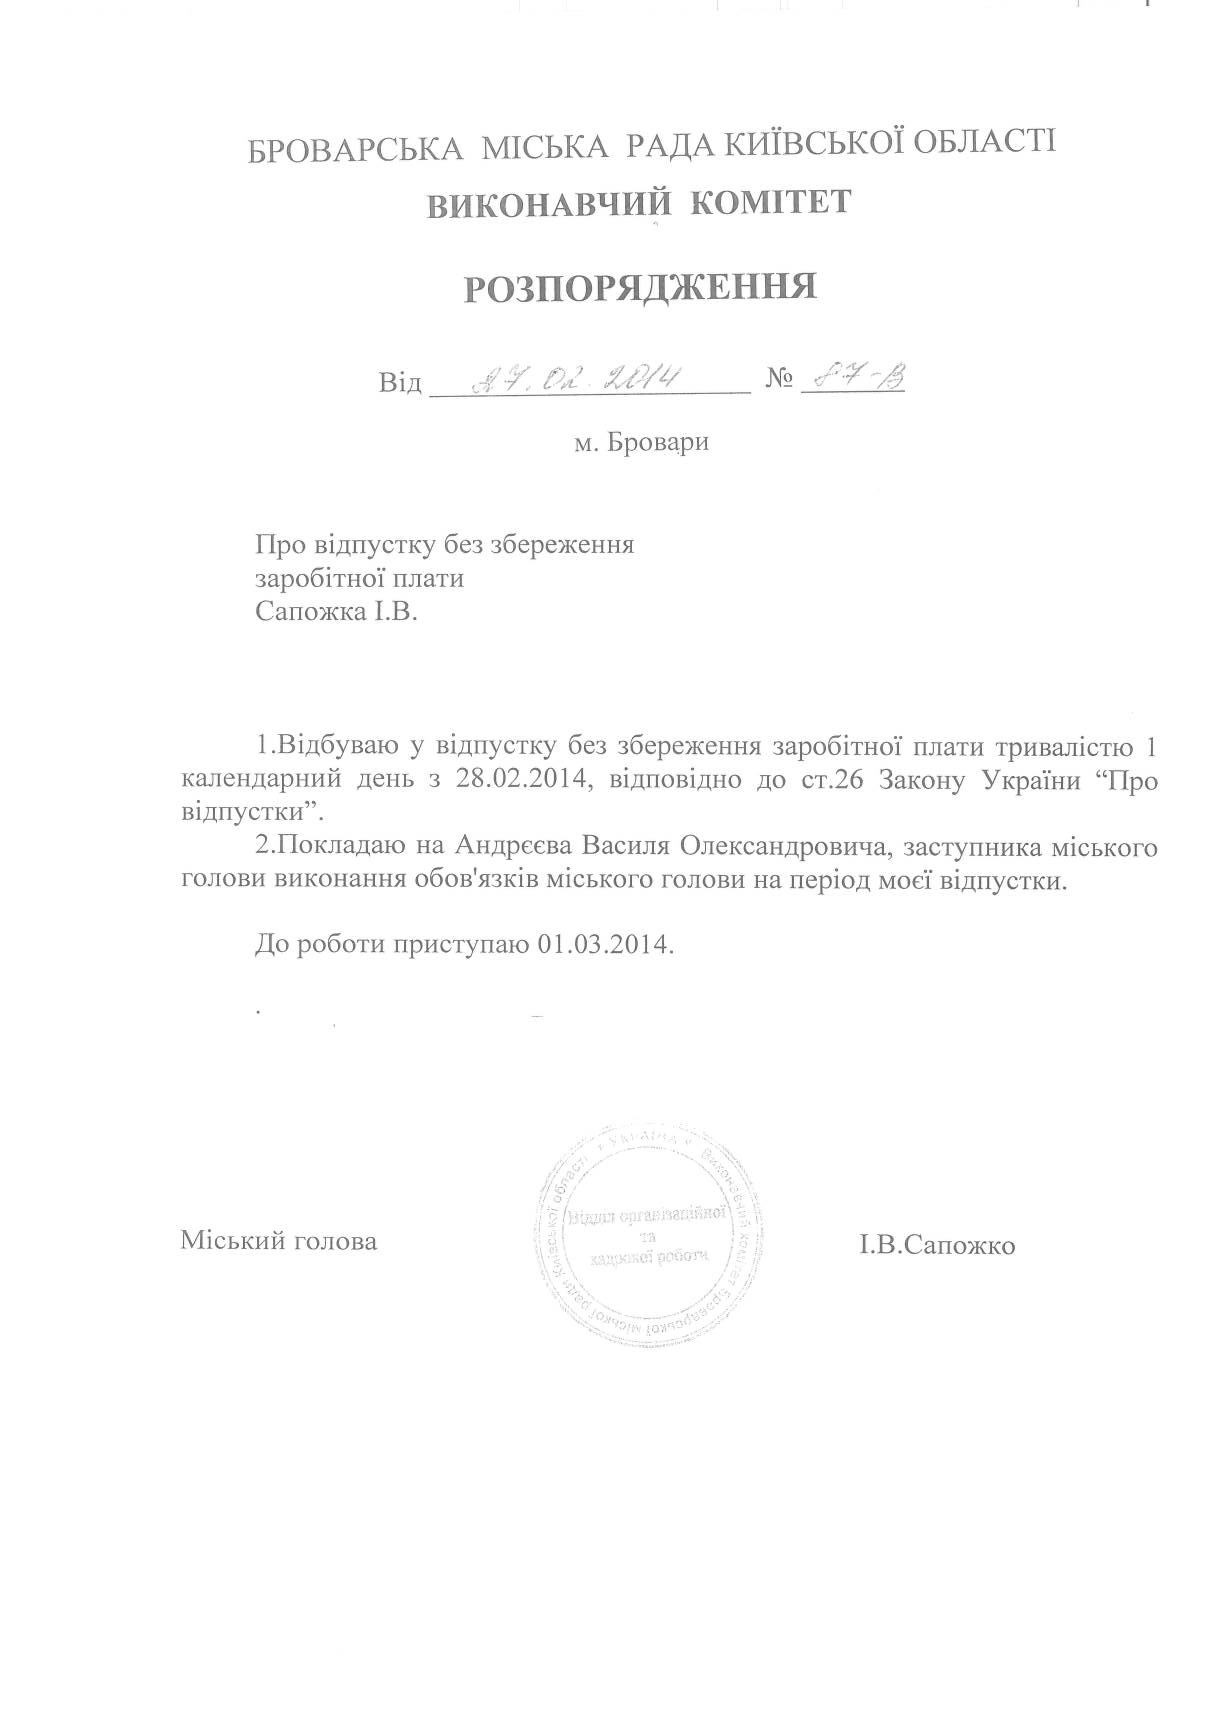 БРОВАРСЬКА МІСЬКА РАДА КИЇВСЬКОЇ ОБЛАСТІ
ВИКОНАВЧИЙ КОМІТЕТ
РОЗПОРЯДЖЕННЯ
Від 27.02.2014 № 87-В
м. Бровари
Про відпустку без збереження
заробітної плати
Сапожка І.В.
1.Відбуваю у відпустку без збереження заробітної плати тривалістю 1
календарний день з 28.02.2014, відповідно до ст.26 Закону України “Про
відпустки”.
2.Покладаю на Андрєєва Василя Олександровича, заступника міського
голови виконання обов'язків міського голови на період моєї відпустки.
До роботи приступаю 01.03.2014.
.
Міський голова
І.В.Сапожко
УКРАЇНА Виконавчий комітет Броварської міської ради Київської області
Відділ організаційної
та
кадрової роботи